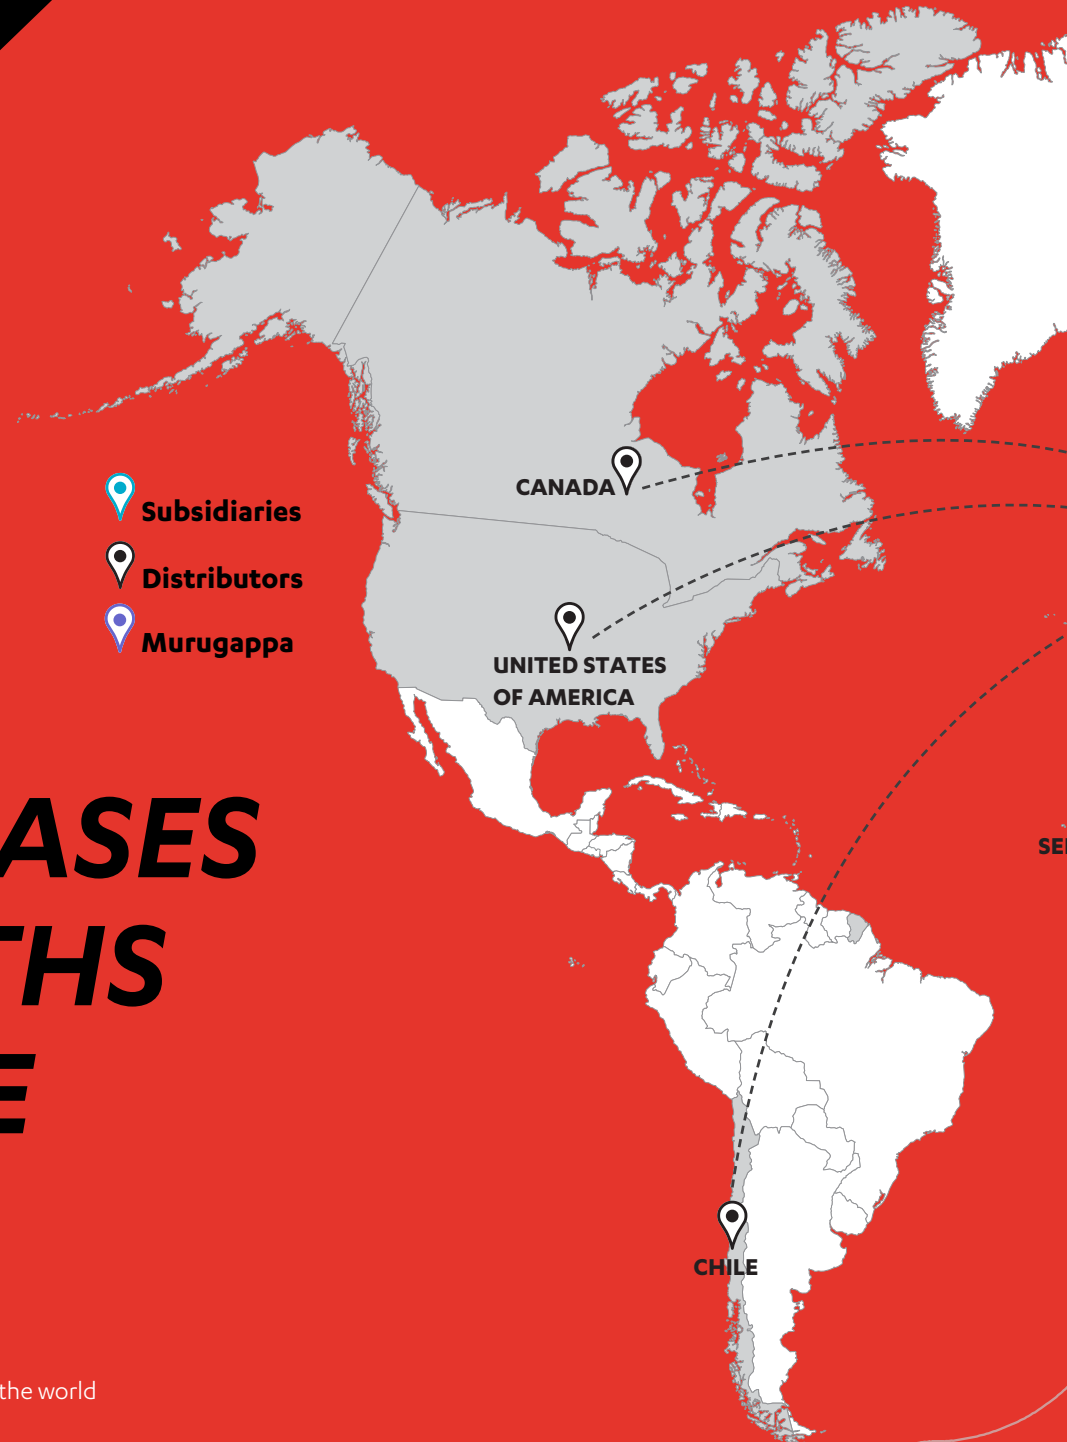 CANADA
Subsidiaries
Distributors
Murugappa
UNITED STATES
OF AMERICA
ASES
THS
E
CHILE
the world